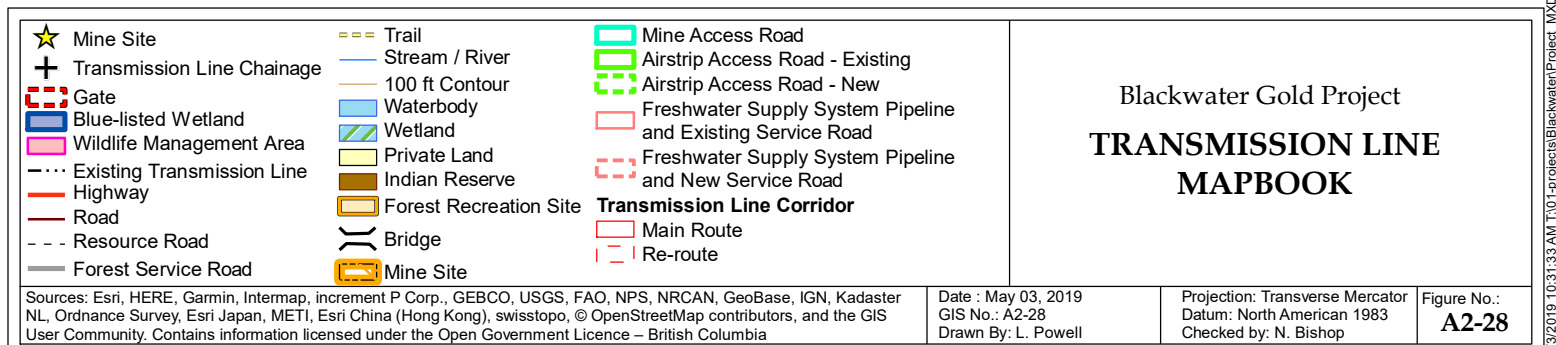 Mine Site
Transmission Line Chainage
Gate
Blue-listed Wetland
Wildlife Management Area
Existing Transmission Line
Highway
Road
Resource Road
Forest Service Road
Trail
Stream / River
100 ft Contour
Waterbody
Wetland
Private Land
Indian Reserve
Forest Recreation Site
Bridge
Mine Site
Mine Access Road
Airstrip Access Road - Existing
Airstrip Access Road - New
Freshwater Supply System Pipeline
and Existing Service Road
Freshwater Supply System Pipeline
and New Service Road
Transmission Line Corridor
Main Route
Re-route
Blackwater Gold Project
TRANSMISSION LINE
MAPBOOK
Sources: Esri, HERE, Garmin, Intermap, increment P Corp., GEBCO, USGS, FAO, NPS, NRCAN, GeoBase, IGN, Kadaster
NL, Ordnance Survey, Esri Japan, METI, Esri China (Hong Kong), swisstopo, © OpenStreetMap contributors, and the GIS
User Community. Contains information licensed under the Open Government Licence – British Columbia
Date : May 03, 2019
GIS No.: A2-28
Drawn By: L. Powell
Projection: Transverse Mercator
Datum: North American 1983
Checked by: N. Bishop
Figure No.:
A2-28
3/2019 10:31:33 AM T:\01-projects\Blackwater\Project_MXD